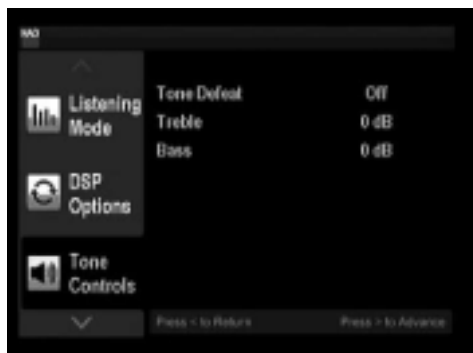 NAD
Listening
Mode
DSP
Options
Tone
Controls
Tone Defeat Off
Treble 0 dB
Bass 0 dB
Press < to Return Press > to Advance